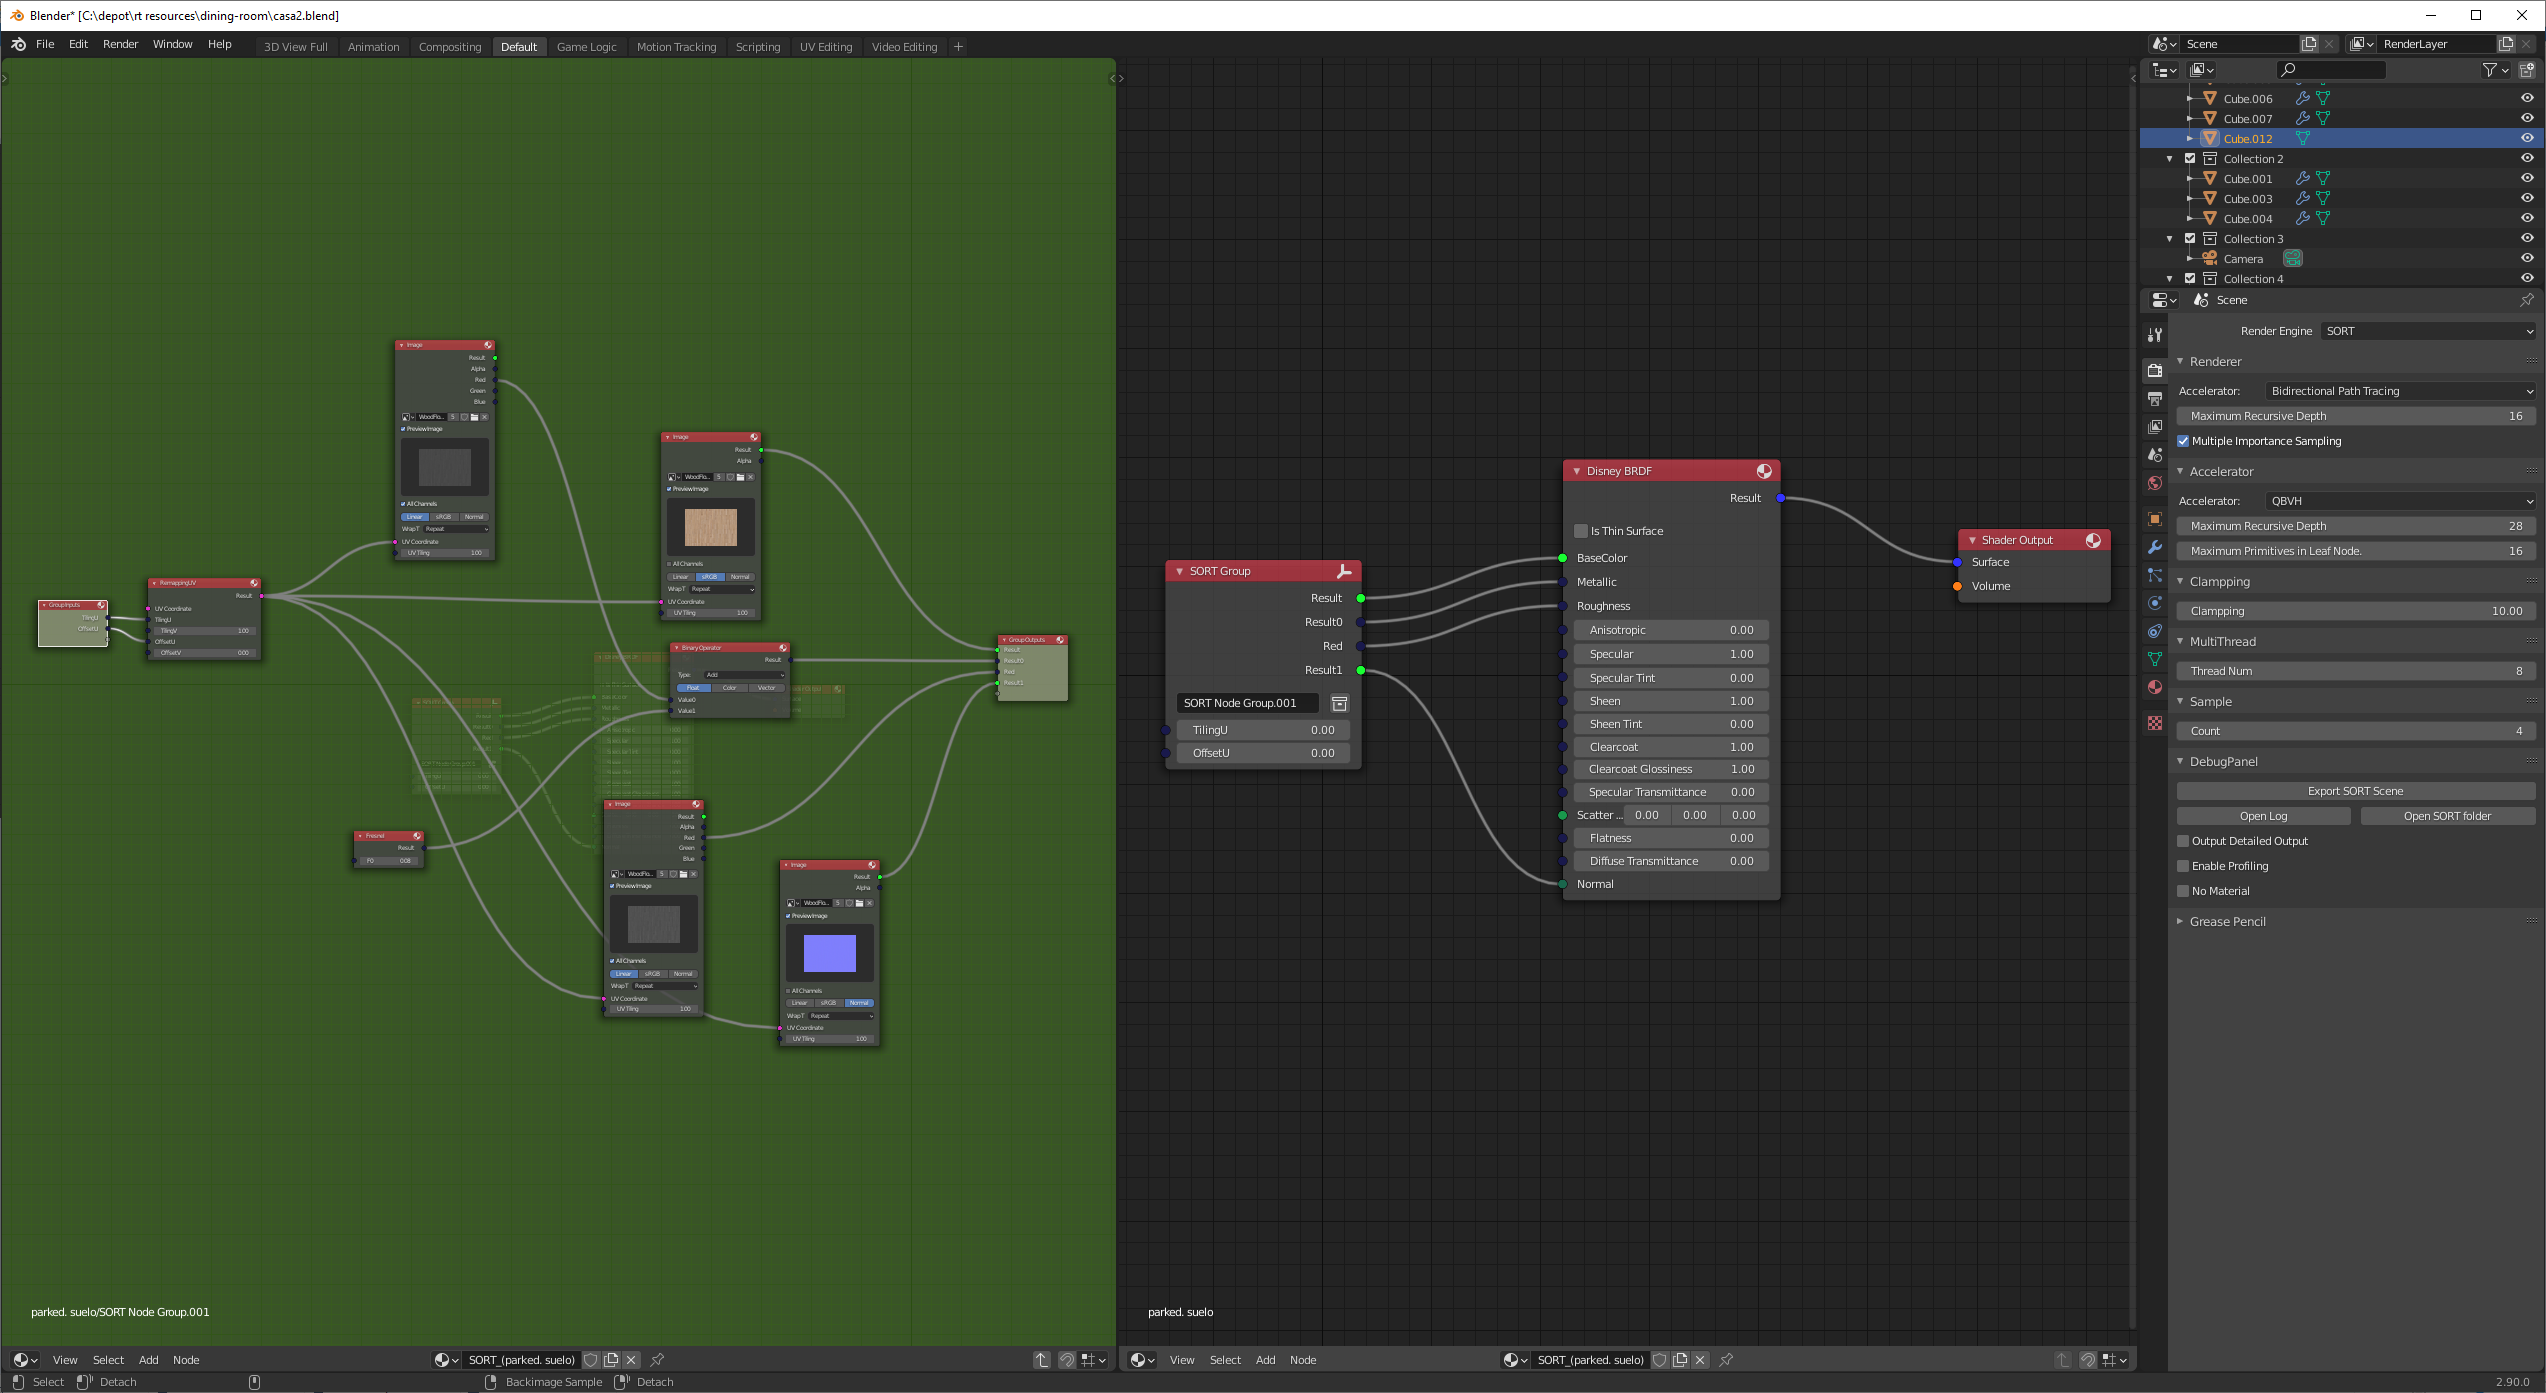 Blender* [C:\depot\rt resources\dining-room\casa2.blend]
File Edit Render Window Help
3D View Full Animation Compositing Default Game Logic Motion Tracking Scripting UV Editing Video Editing +
Scene
RenderLayer
Image
Result
Alpha
Red
Green
Blue
WoodFlo... 5
PreviewImage
All Channels
Linear sRGB Normal
WrapT Repeat
UV Coordinate
UV Tiling 1.00
Image
Result
Alpha
WoodFlo... 5
PreviewImage
All Channels
Linear sRGB Normal
WrapT Repeat
UV Coordinate
UV Tiling 1.00
RemappingUV
Result
UV Coordinate
TilingU
TilingV 1.00
OffsetU
OffsetV 0.00
GroupInputs
TilingU
OffsetU
Binary Operator
Result
Type: Add
Float Color Vector
Value0
Value1
Group Outputs
Result
Result0
Red
Result1
Fresnel
Result
F0 0.08
Image
Result
Alpha
Red
Green
Blue
WoodFlo... 5
PreviewImage
All Channels
Linear sRGB Normal
WrapT Repeat
UV Coordinate
UV Tiling 1.00
Image
Result
Alpha
WoodFlo... 5
PreviewImage
All Channels
Linear sRGB Normal
WrapT Repeat
UV Coordinate
UV Tiling 1.00
parked. suelo/SORT Node Group.001
View Select Add Node
SORT_(parked. suelo)
SORT Group
Result
Result0
Red
Result1
SORT Node Group.001
TilingU 0.00
OffsetU 0.00
Disney BRDF
Result
Is Thin Surface
BaseColor
Metallic
Roughness
Anisotropic 0.00
Specular 1.00
Specular Tint 0.00
Sheen 1.00
Sheen Tint 0.00
Clearcoat 1.00
Clearcoat Glossiness 1.00
Specular Transmittance 0.00
Scatter ... 0.00 0.00 0.00
Flatness 0.00
Diffuse Transmittance 0.00
Normal
Shader Output
Surface
Volume
parked. suelo
View Select Add Node
SORT_(parked. suelo)
Cube.006
Cube.007
Cube.012
Collection 2
Cube.001
Cube.003
Cube.004
Collection 3
Camera
Collection 4
Scene
Render Engine SORT
Renderer
Accelerator: Bidirectional Path Tracing
Maximum Recursive Depth 16
Multiple Importance Sampling
Accelerator
Accelerator: QBVH
Maximum Recursive Depth 28
Maximum Primitives in Leaf Node. 16
Clampping
Clampping 10.00
MultiThread
Thread Num 8
Sample
Count 4
DebugPanel
Export SORT Scene
Open Log Open SORT folder
Output Detailed Output
Enable Profiling
No Material
Grease Pencil
Select Detach Backimage Sample Detach
2.90.0